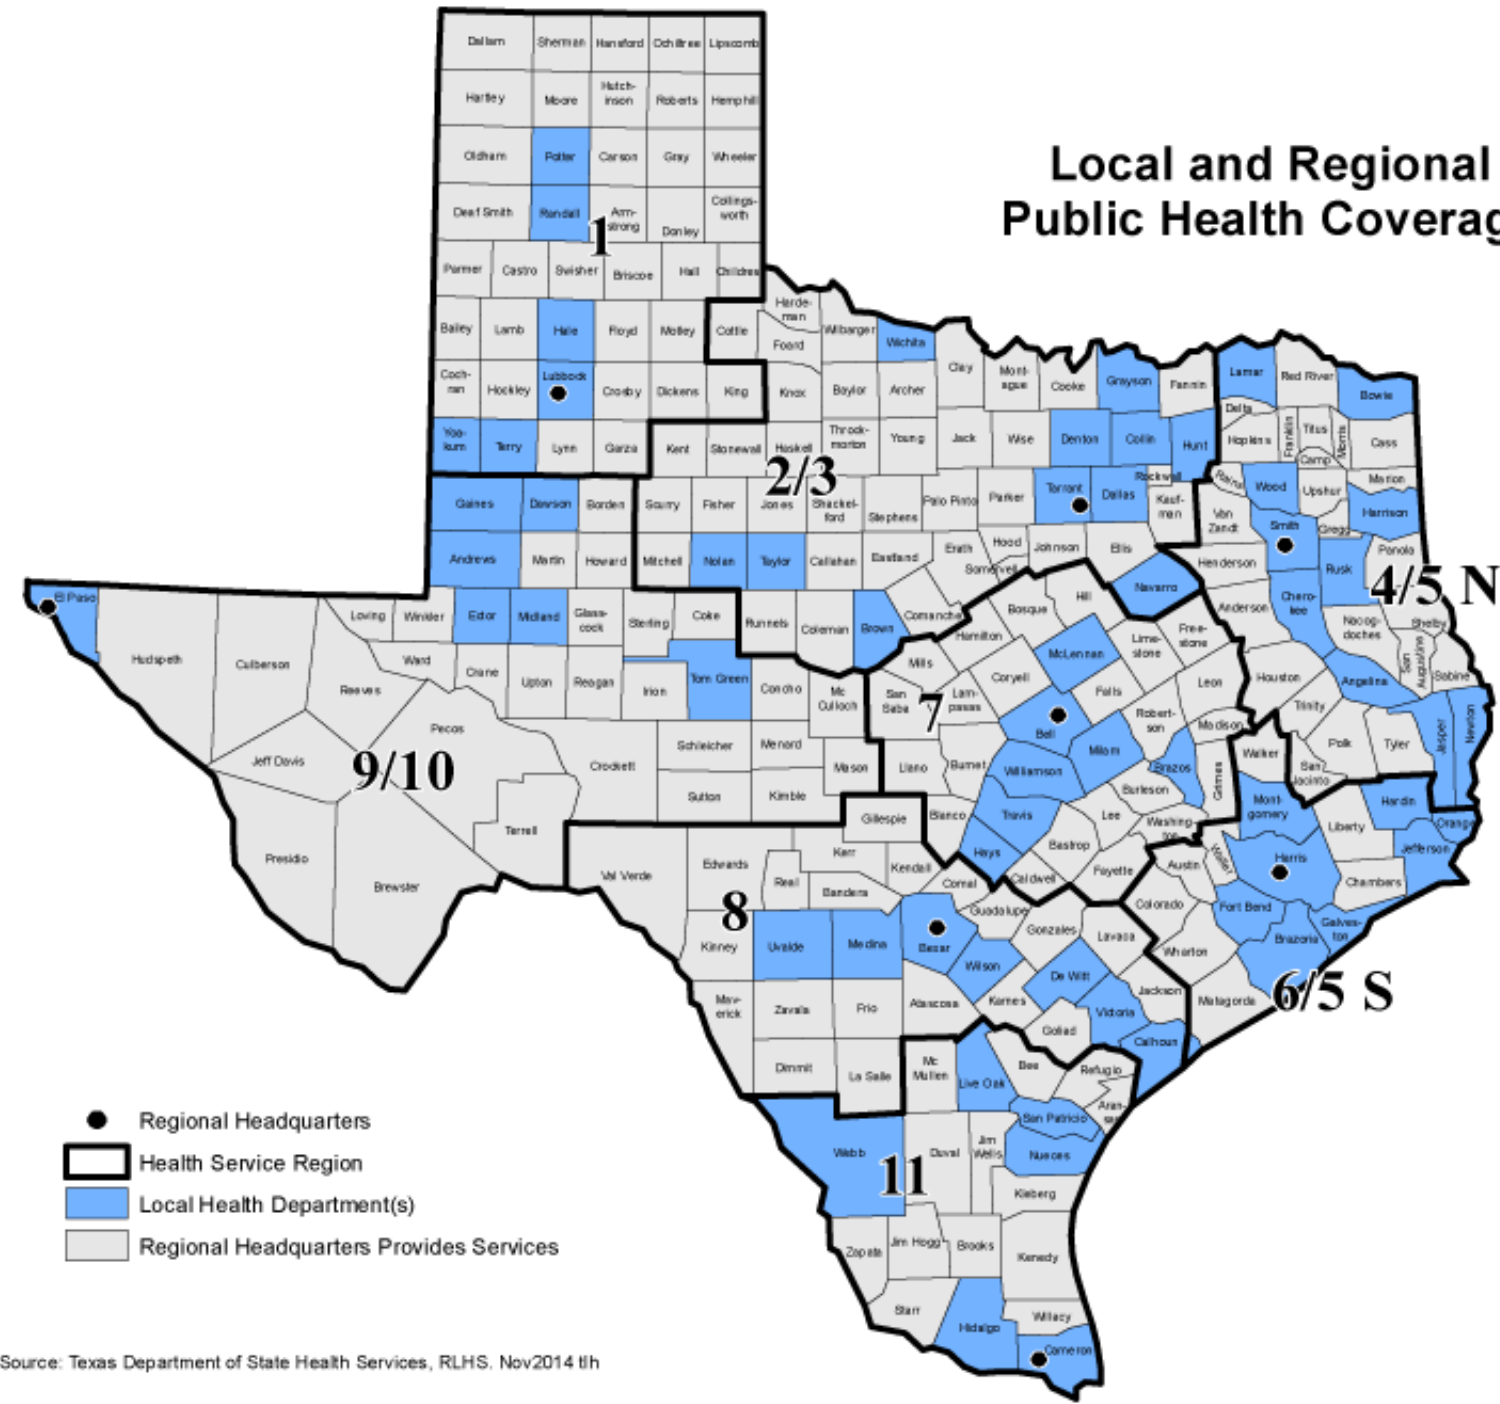 Local and Regional
Public Health Coverag
Dallam Sherman Hansford Ochiltree Lipscomb
Hartley Moore Hutch-
inson Roberts Hemphill
Oldham Potter Carson Gray Wheeler
Deaf Smith Randall Arm-
strong Donley Collings-
worth
1
Parmer Castro Swisher Briscoe Hall Childres
Bailey Lamb Hale Floyd Motley Cottle Harde-
man Foard Wilbarger Wichita
Coch-
ran Hockley Lubbock Crosby Dickens King Knox Baylor Archer Clay Mont-
ague Cooke Grayson Fannin Lamar Red River Bowie
Yoa-
kum Terry Lynn Garza Kent Stonewall Haskell Throck-
morton Young Jack Wise Denton Collin Hunt Delta Hopkins Franklin Titus Morris Camp Cass
2/3
Gaines Dawson Borden Scurry Fisher Jones Shackel-
ford Stephens Palo Pinto Parker Tarrant Dallas Rockwall Kauf-
man Rains Wood Upshur Marion Harrison
Van
Zandt Smith Gregg
Andrews Martin Howard Mitchell Nolan Taylor Callahan Eastland Erath Hood Somervell Johnson Ellis Henderson Rusk Panola
4/5 N
El Paso Hudspeth Culberson Loving Winkler Ector Midland Glass-
cock Sterling Coke Runnels Coleman Brown Comanche Hamilton Bosque Hill Navarro Anderson Chero-
kee Nacog-
doches Shelby
Reeves Ward Crane Upton Reagan Irion Tom Green Concho Mc
Culloch San
Saba Mills Lam-
pasas Coryell McLennan Lime-
stone Free-
stone Falls Leon Houston Angelina San
Augustine Sabine
7
Jeff Davis Pecos Crockett Schleicher Menard Mason Llano Burnet Bell Milam Robert-
son Madison Brazos Grimes Walker Trinity Polk Tyler Jasper Newton
9/10
San
Jacinto
Presidio Brewster Terrell Sutton Kimble Gillespie Blanco Williamson Travis Hays Burleson Lee Washing-
ton Bastrop Caldwell Fayette Mont-
gomery Liberty Hardin Orange Jefferson
Val Verde Edwards Real Kerr Bandera Kendall Comal Guadalupe Gonzales Lavaca Colorado Austin Waller Harris Chambers
8
Kinney Uvalde Medina Bexar Wilson De Witt Wharton Fort Bend Brazoria Galves-
ton
6/5 S
Mav-
erick Zavala Frio Atascosa Karnes Goliad Victoria Jackson Matagorda Calhoun
Dimmit La Salle Mc
Mullen Live Oak Bee Refugio Aran-
sas
Webb Duval Jim
Wells San Patricio Nueces Kleberg
11
Zapata Jim Hogg Brooks Kenedy
Starr Hidalgo Willacy Cameron
Regional Headquarters
Health Service Region
Local Health Department(s)
Regional Headquarters Provides Services
Source: Texas Department of State Health Services, RLHS. Nov2014 tlh